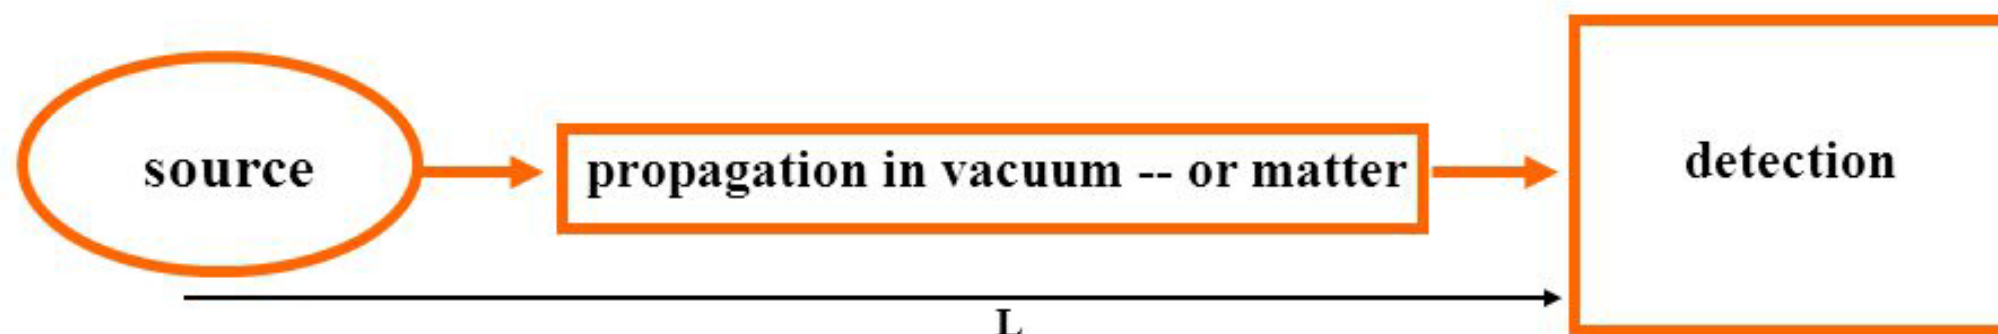 source
propagation in vacuum -- or matter
detection
L